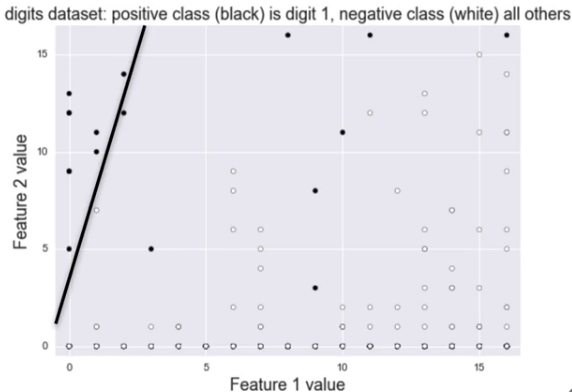 digits dataset: positive class (black) is digit 1, negative class (white) all others
15
10
5
0
Feature 2 value
0 5 10 15
Feature 1 value